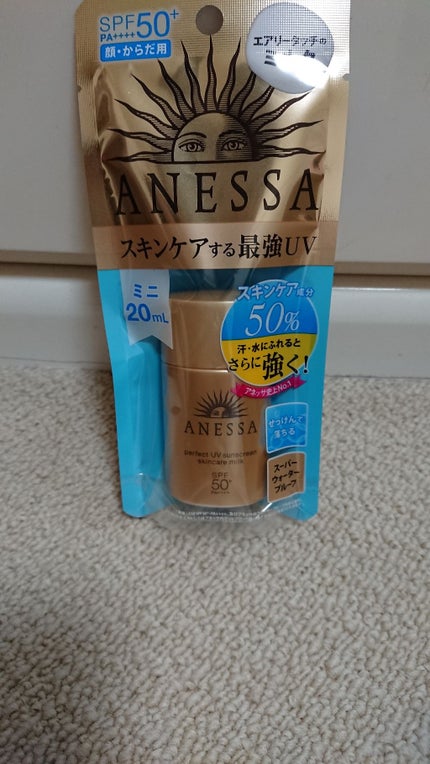 SPF50+
PA++++
顔・からだ用
エアリータッチの
ANESSA
スキンケアする最強UV
ミニ
20mL
スキンケア成分
50%
汗・水にふれると
さらに強く!
アネッサ史上No.1
ANESSA
perfect UV sunscreen
skincare milk
SPF
50+
PA++++
せっけんで
落ちる
スーパー
ウォーター
プルーフ